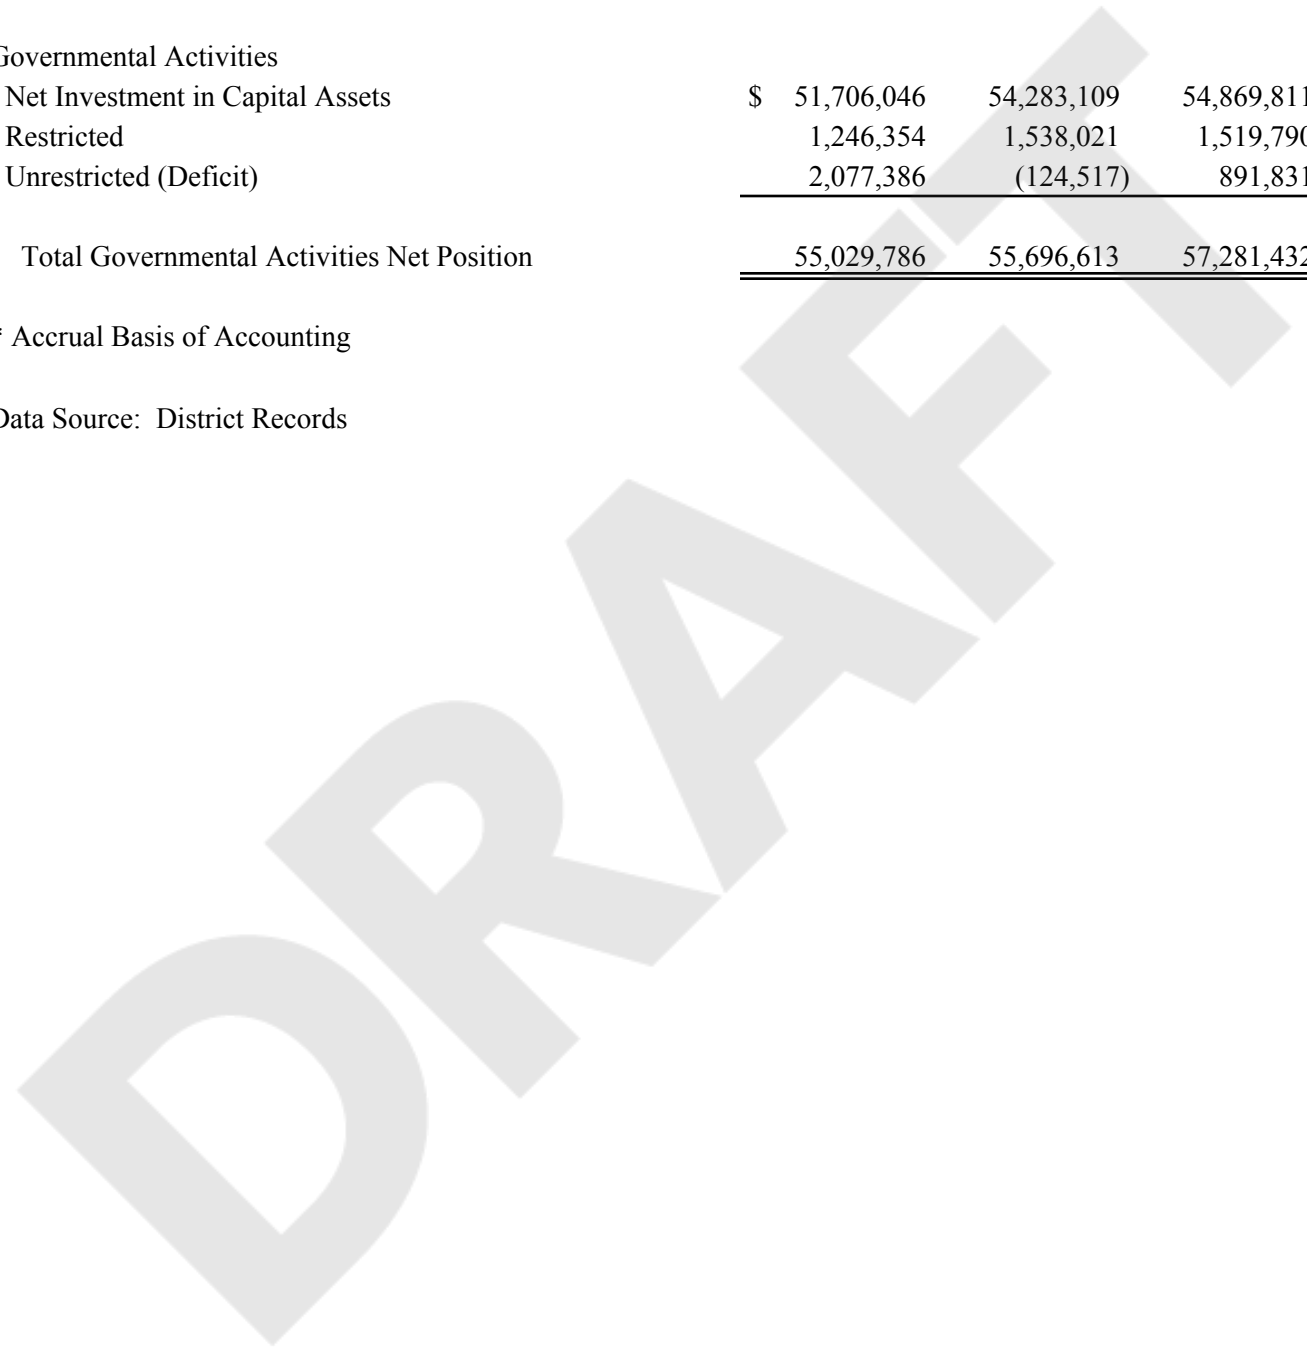 Governmental Activities
Net Investment in Capital Assets $ 51,706,046 54,283,109 54,869,811
Restricted 1,246,354 1,538,021 1,519,790
Unrestricted (Deficit) 2,077,386 (124,517) 891,831
Total Governmental Activities Net Position 55,029,786 55,696,613 57,281,432
* Accrual Basis of Accounting
Data Source: District Records
DRAFT